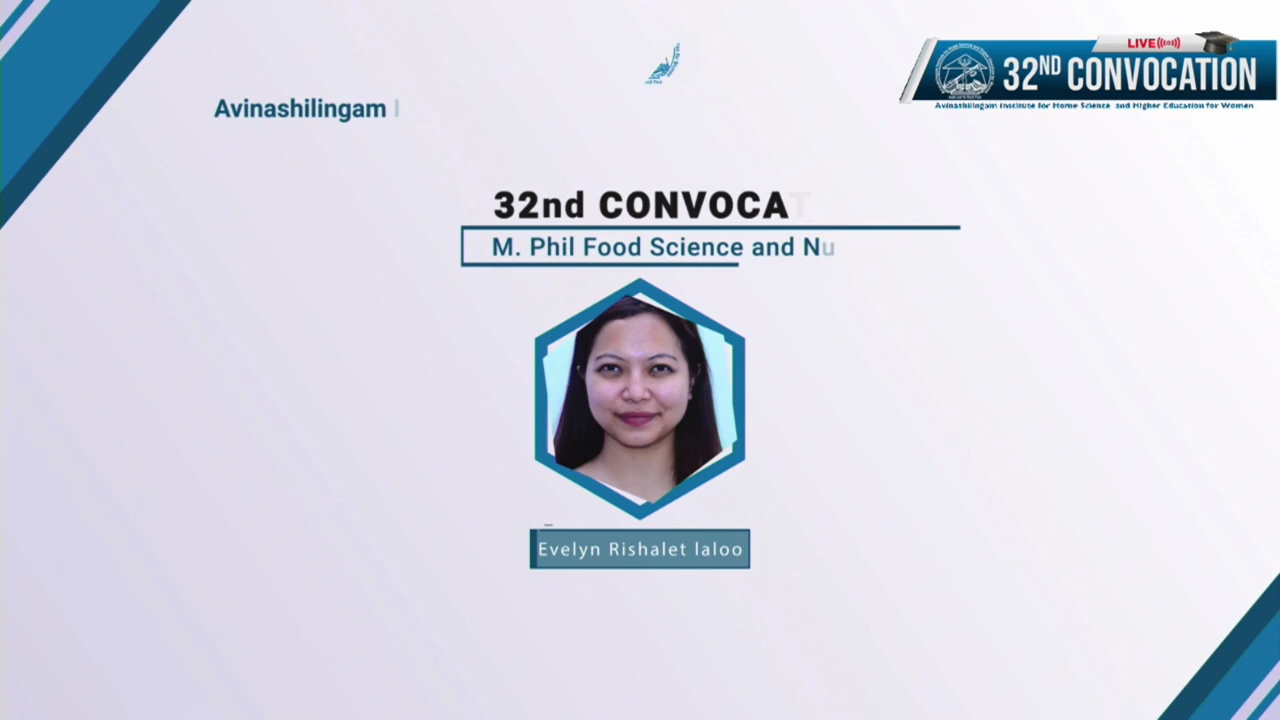 LIVE
32ND CONVOCATION
Avinashilingam Institute for Home Science and Higher Education for Women
Avinashilingam I
32nd CONVOCAT
M. Phil Food Science and Nu
Evelyn Rishalet laloo